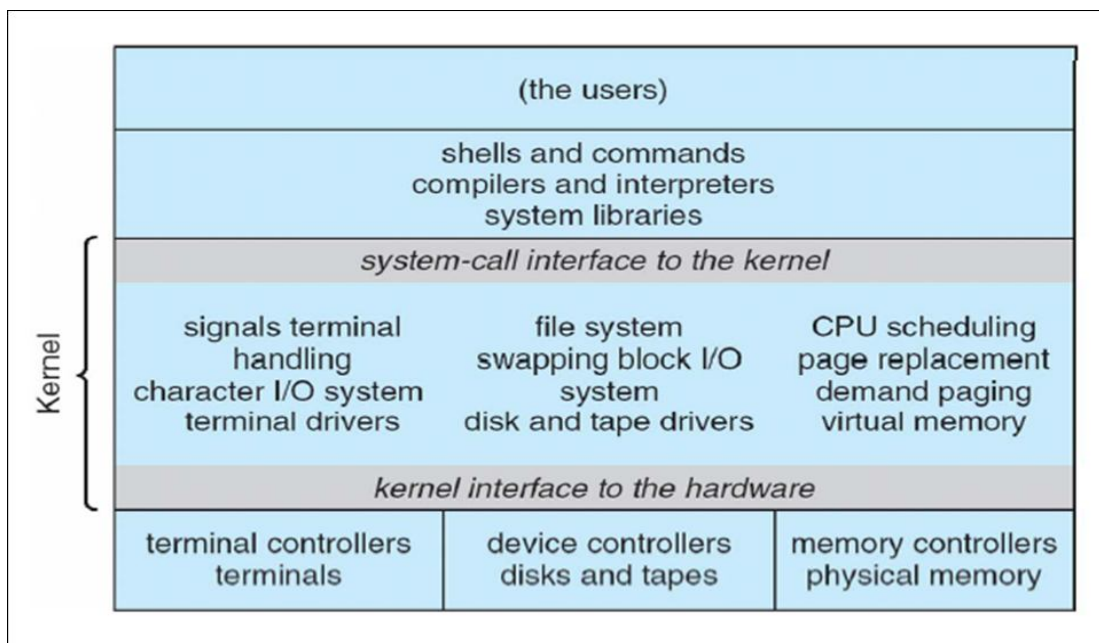 (the users)
shells and commands
compilers and interpreters
system libraries
Kernel
system-call interface to the kernel
signals terminal
handling
character I/O system
terminal drivers
file system
swapping block I/O
system
disk and tape drivers
CPU scheduling
page replacement
demand paging
virtual memory
kernel interface to the hardware
terminal controllers
terminals
device controllers
disks and tapes
memory controllers
physical memory